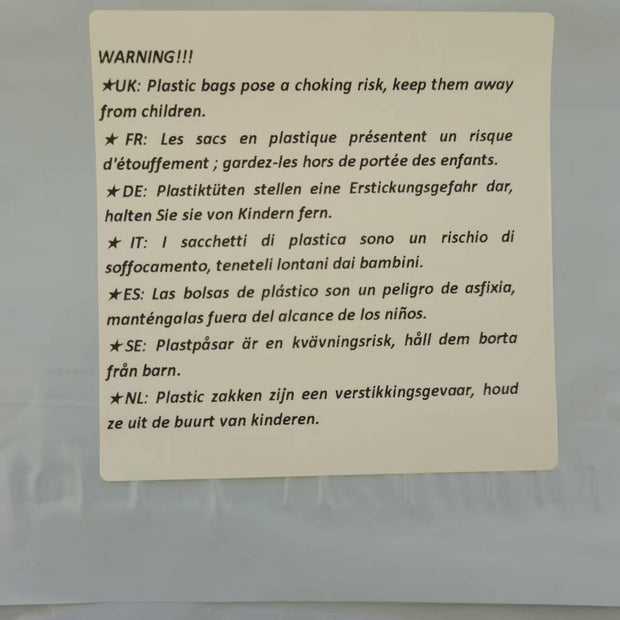 WARNING!!!
★UK: Plastic bags pose a choking risk, keep them away
from children.
★ FR: Les sacs en plastique présentent un risque
d'étouffement ; gardez-les hors de portée des enfants.
★DE: Plastiktüten stellen eine Erstickungsgefahr dar,
halten Sie sie von Kindern fern.
★ IT: I sacchetti di plastica sono un rischio di
soffocamento, teneteli lontani dai bambini.
★ES: Las bolsas de plástico son un peligro de asfixia,
manténgalas fuera del alcance de los niños.
★SE: Plastpåsar är en kvävningsrisk, håll dem borta
från barn.
★NL: Plastic zakken zijn een verstikkingsgevaar, houd
ze uit de buurt van kinderen.